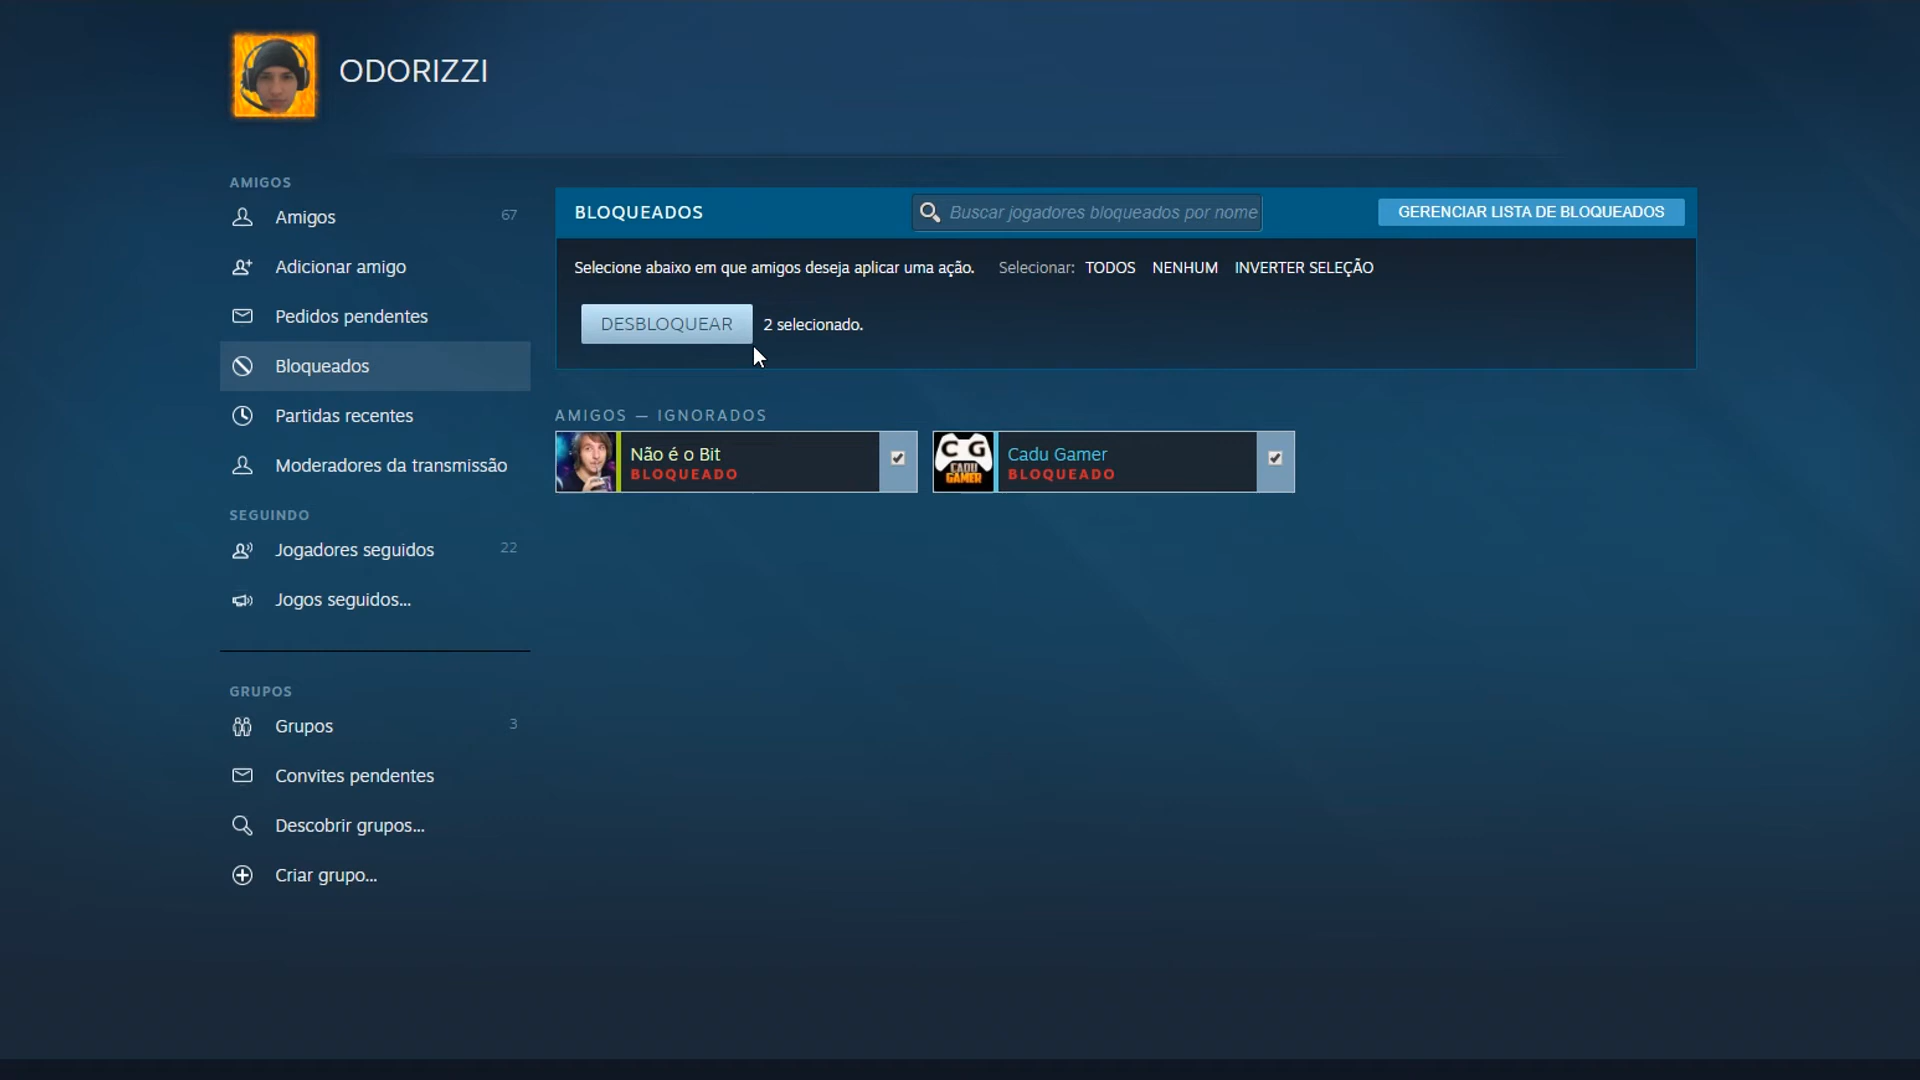 ODORIZZI
AMIGOS
Amigos 67
Adicionar amigo
Pedidos pendentes
Bloqueados
Partidas recentes
Moderadores da transmissão
SEGUINDO
Jogadores seguidos 22
Jogos seguidos...
GRUPOS
Grupos 3
Convites pendentes
Descobrir grupos...
Criar grupo...
BLOQUEADOS
Buscar jogadores bloqueados por nome
GERENCIAR LISTA DE BLOQUEADOS
Selecione abaixo em que amigos deseja aplicar uma ação. Selecionar: TODOS NENHUM INVERTER SELEÇÃO
DESBLOQUEAR 2 selecionado.
AMIGOS — IGNORADOS
Não é o Bit
BLOQUEADO
CG
CADU
GAMER
Cadu Gamer
BLOQUEADO